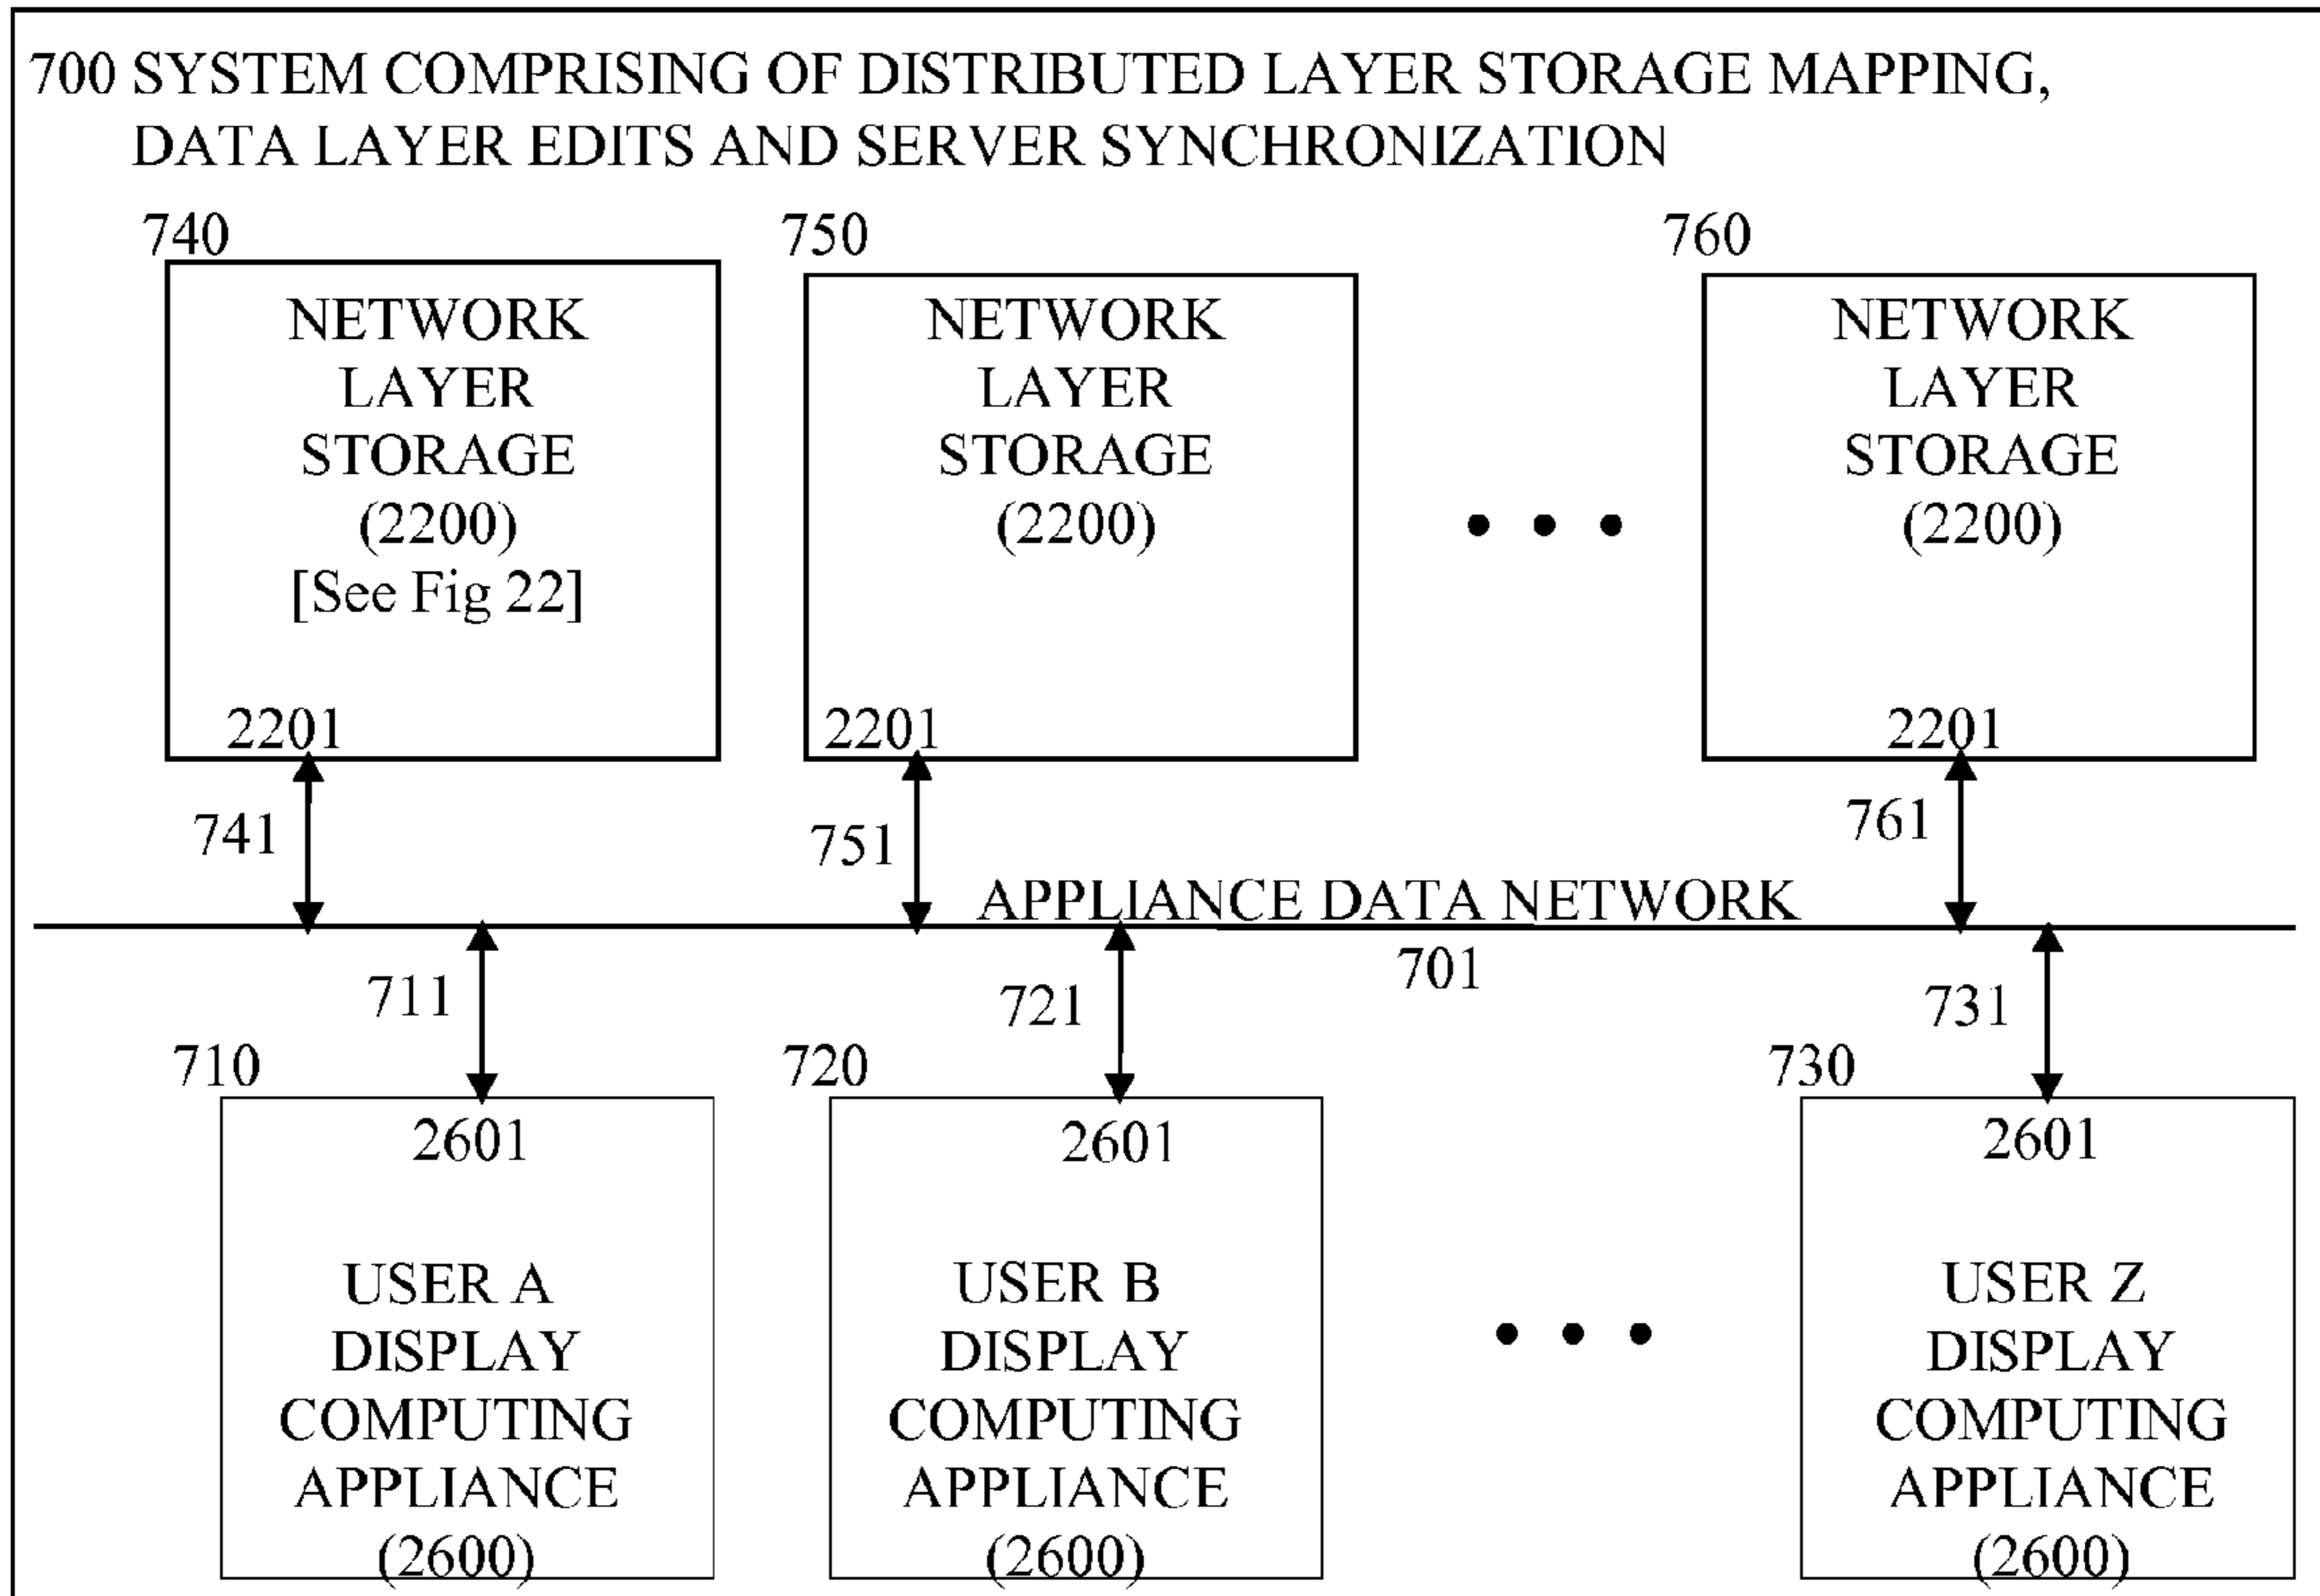 700 SYSTEM COMPRISING OF DISTRIBUTED LAYER STORAGE MAPPING,
DATA LAYER EDITS AND SERVER SYNCHRONIZATION
740
NETWORK
LAYER
STORAGE
(2200)
[See Fig 22]
2201
750
NETWORK
LAYER
STORAGE
(2200)
2201
• • •
760
NETWORK
LAYER
STORAGE
(2200)
2201
741
751
761
APPLIANCE DATA NETWORK
701
711
721
731
710
2601
USER A
DISPLAY
COMPUTING
APPLIANCE
(2600)
720
2601
USER B
DISPLAY
COMPUTING
APPLIANCE
(2600)
• • •
730
2601
USER Z
DISPLAY
COMPUTING
APPLIANCE
(2600)